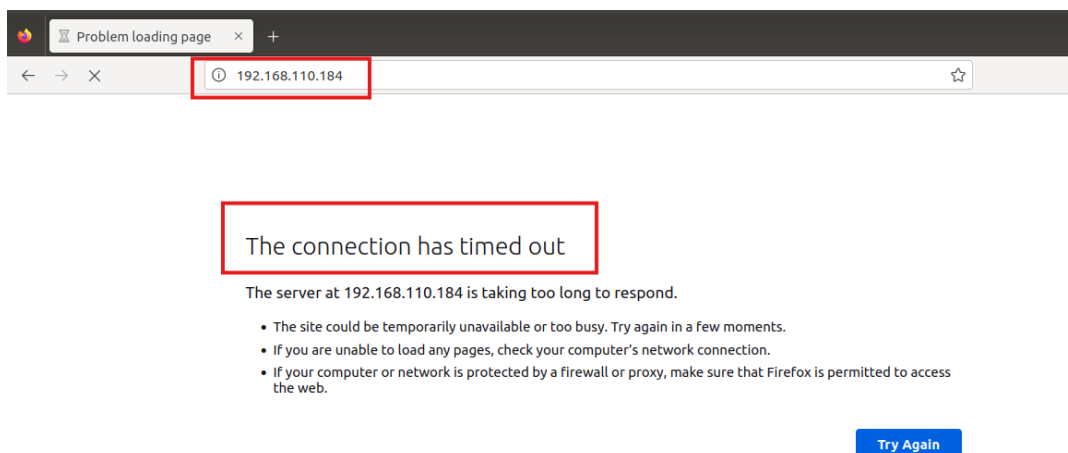 Problem loading page
192.168.110.184
The connection has timed out
The server at 192.168.110.184 is taking too long to respond.
• The site could be temporarily unavailable or too busy. Try again in a few moments.
• If you are unable to load any pages, check your computer’s network connection.
• If your computer or network is protected by a firewall or proxy, make sure that Firefox is permitted to access
the web.
Try Again